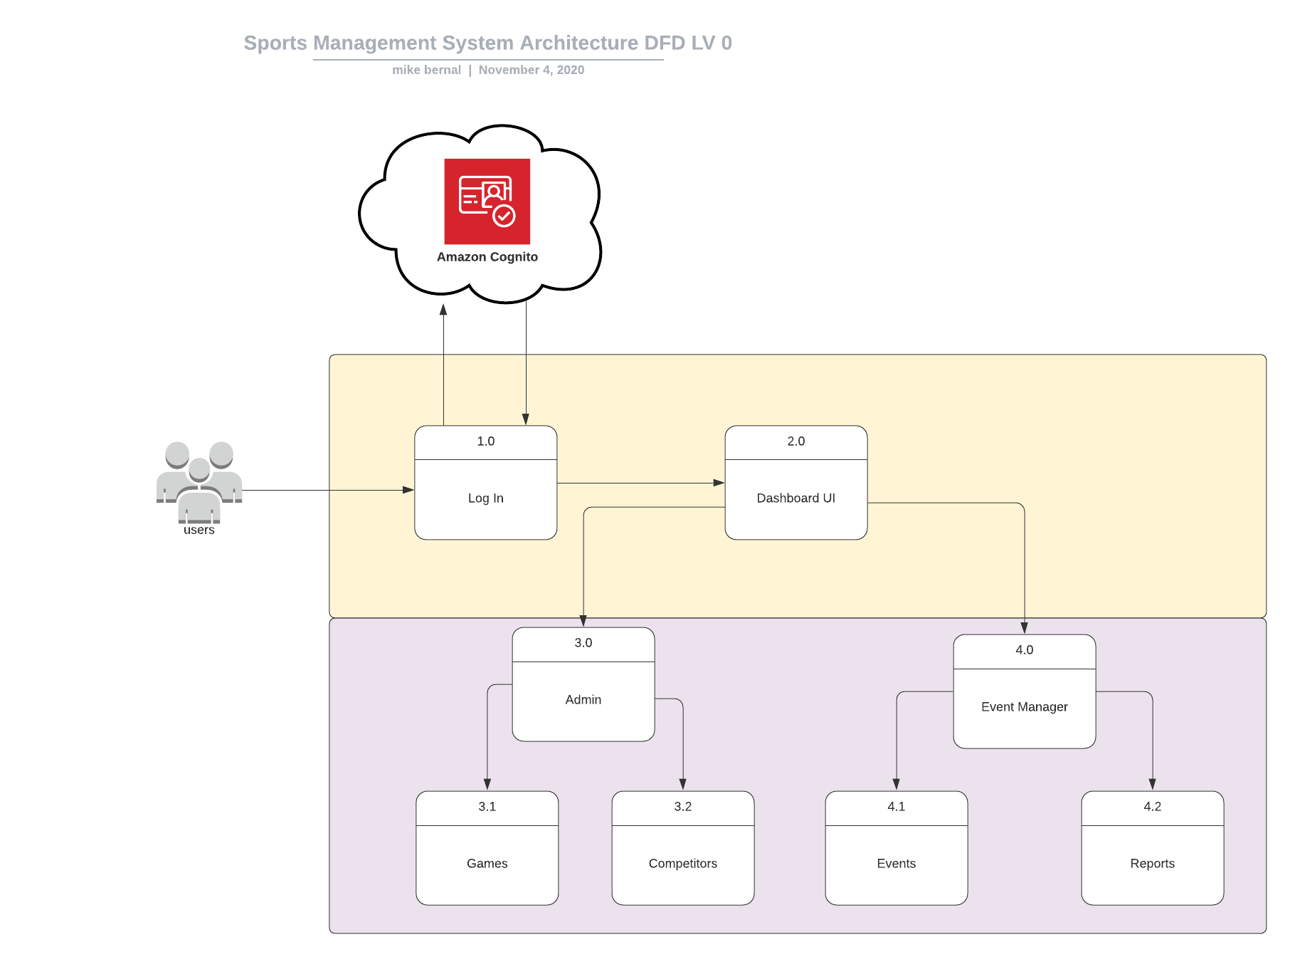 Sports Management System Architecture DFD LV 0
mike bernal | November 4, 2020
Amazon Cognito
users
1.0
Log In
2.0
Dashboard UI
3.0
Admin
4.0
Event Manager
3.1
Games
3.2
Competitors
4.1
Events
4.2
Reports